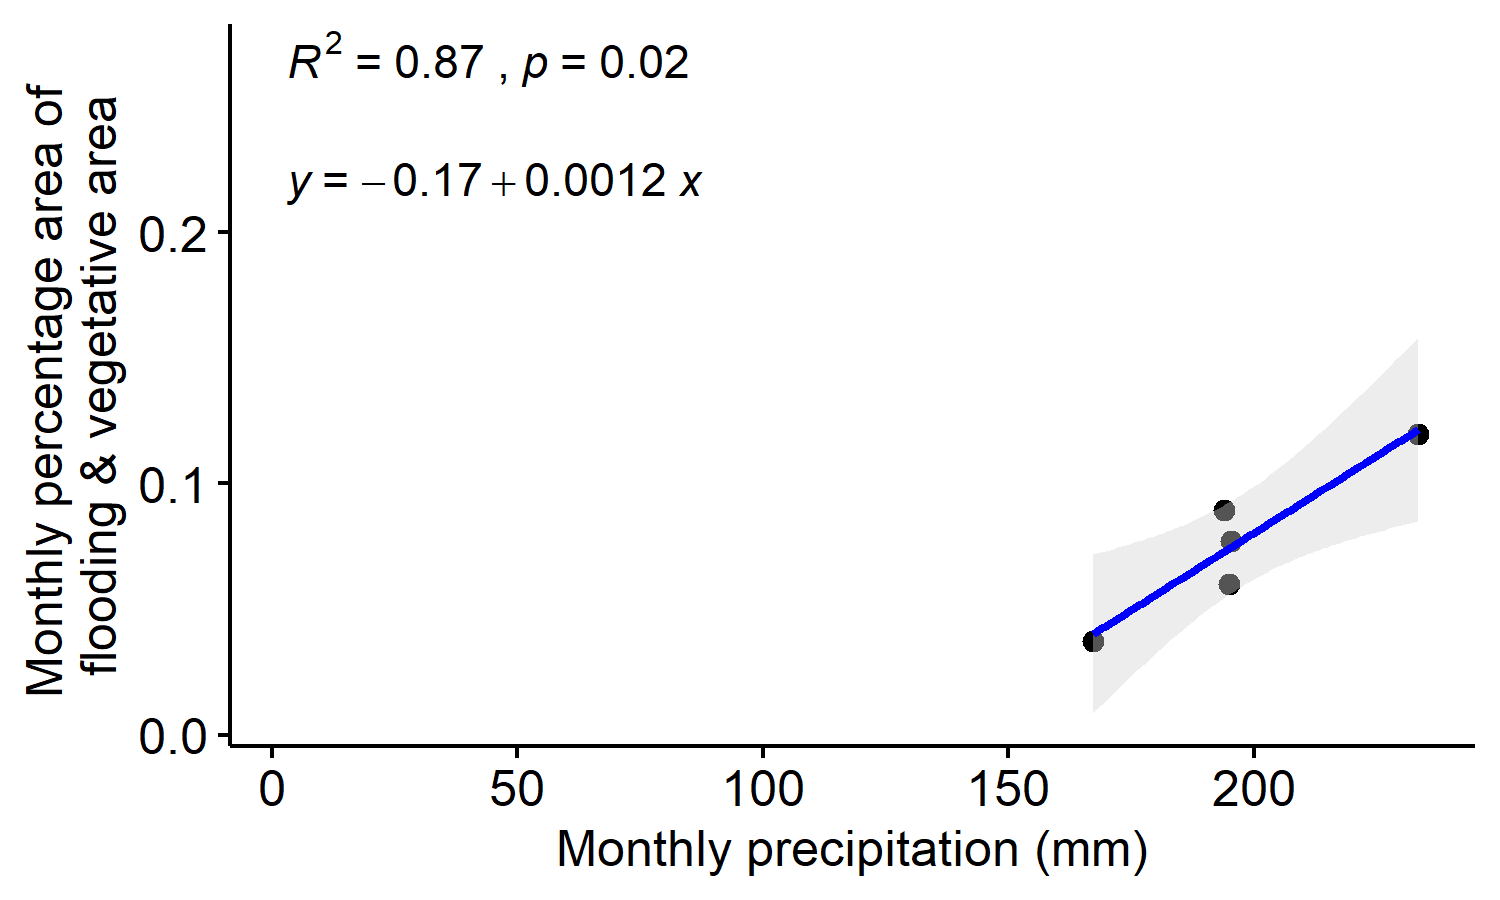 R² = 0.87 , p = 0.02
y = −0.17 + 0.0012 x
Monthly percentage area of
flooding & vegetative area
0.2
0.1
0.0
0 50 100 150 200
Monthly precipitation (mm)